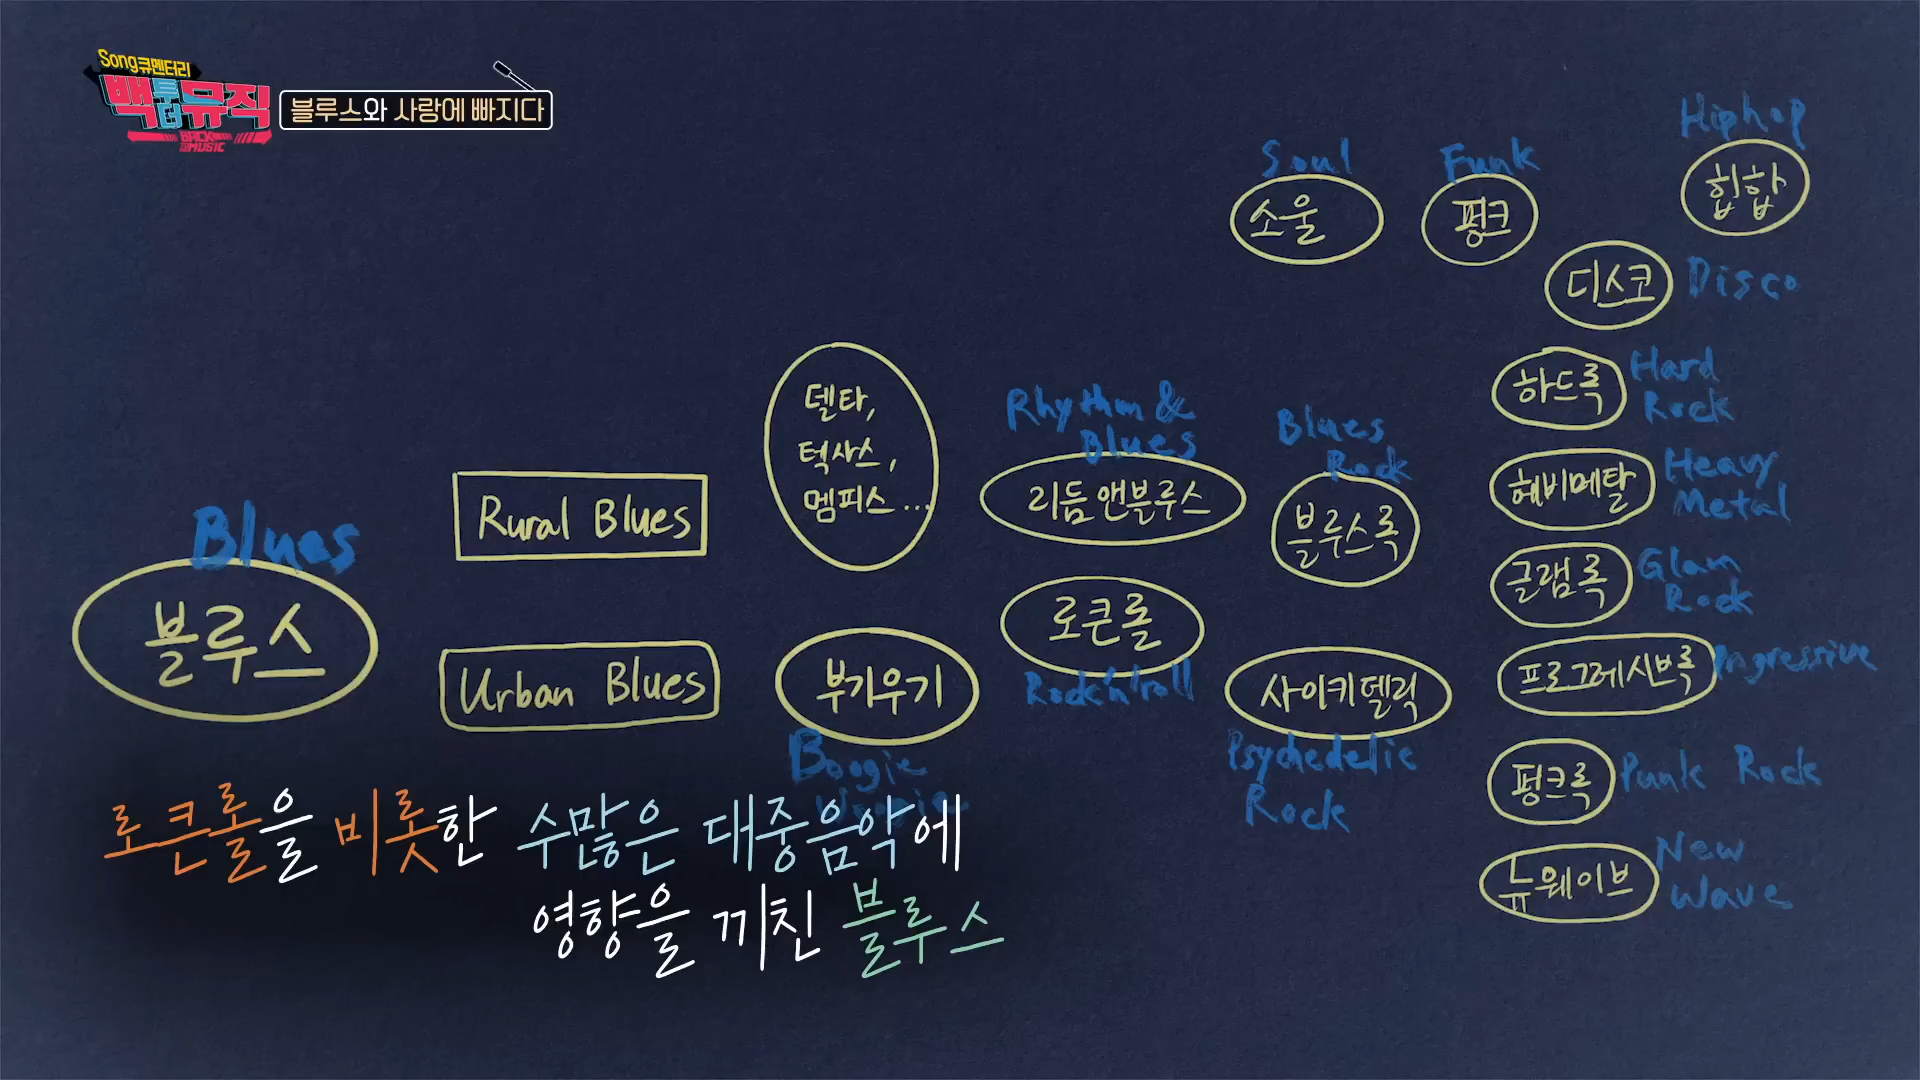 Song큐멘터리
백투더뮤직
BACK TO THE MUSIC
블루스와 사랑에 빠지다
Blues
블루스
Rural Blues
Urban Blues
델타,
텍사스,
멤피스...
부기우기
Boogie
Rhythm &
Blues
리듬앤블루스
로큰롤
Rock'n'roll
Blues
Rock
블루스록
사이키델릭
Psychedelic
Rock
Soul
소울
Funk
펑크
Hiphop
힙합
디스코 Disco
하드록
Hard
Rock
헤비메탈
Heavy
Metal
글램록
Glam
Rock
프로그레시브록
펑크록 Punk Rock
뉴웨이브
New
Wave
로큰롤을 비롯한 수많은 대중음악에
영향을 끼친 블루스